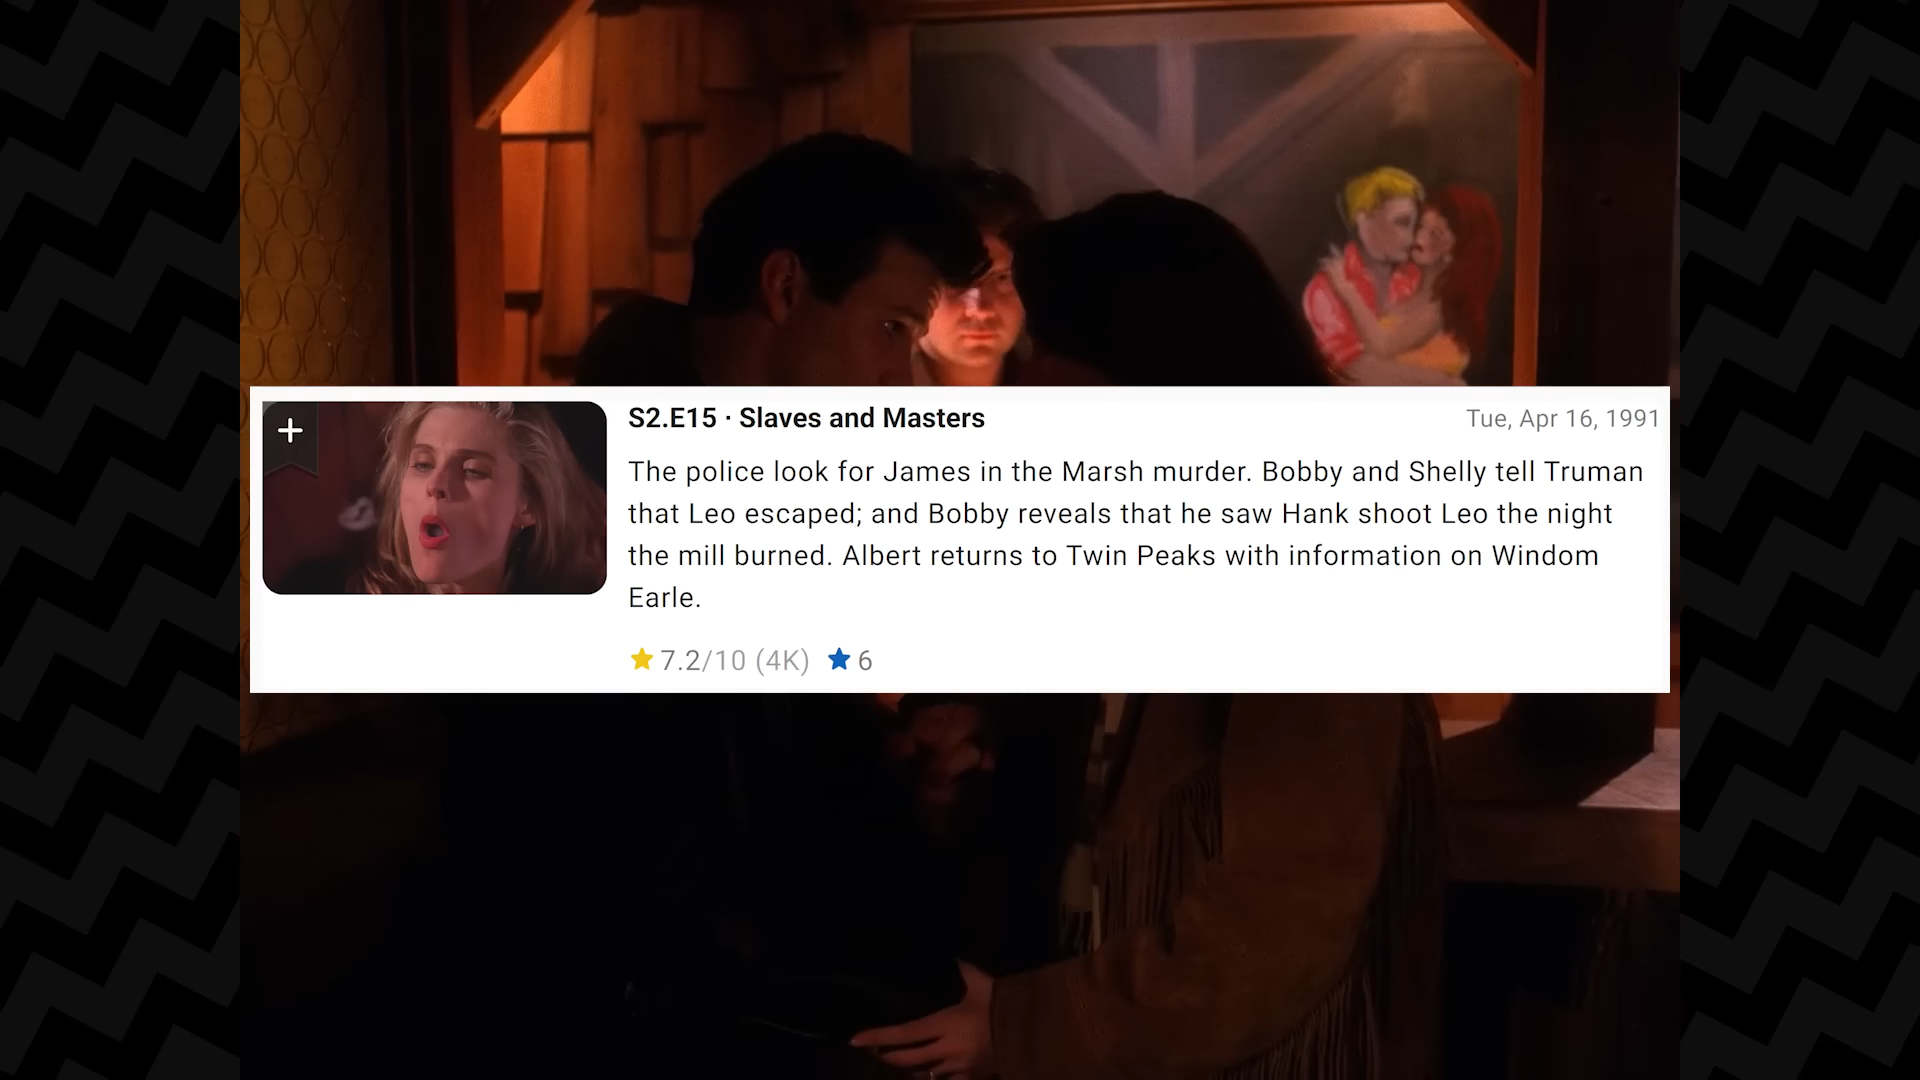 S2.E15 · Slaves and Masters
Tue, Apr 16, 1991
The police look for James in the Marsh murder. Bobby and Shelly tell Truman
that Leo escaped; and Bobby reveals that he saw Hank shoot Leo the night
the mill burned. Albert returns to Twin Peaks with information on Windom
Earle.
7.2/10 (4K) 6